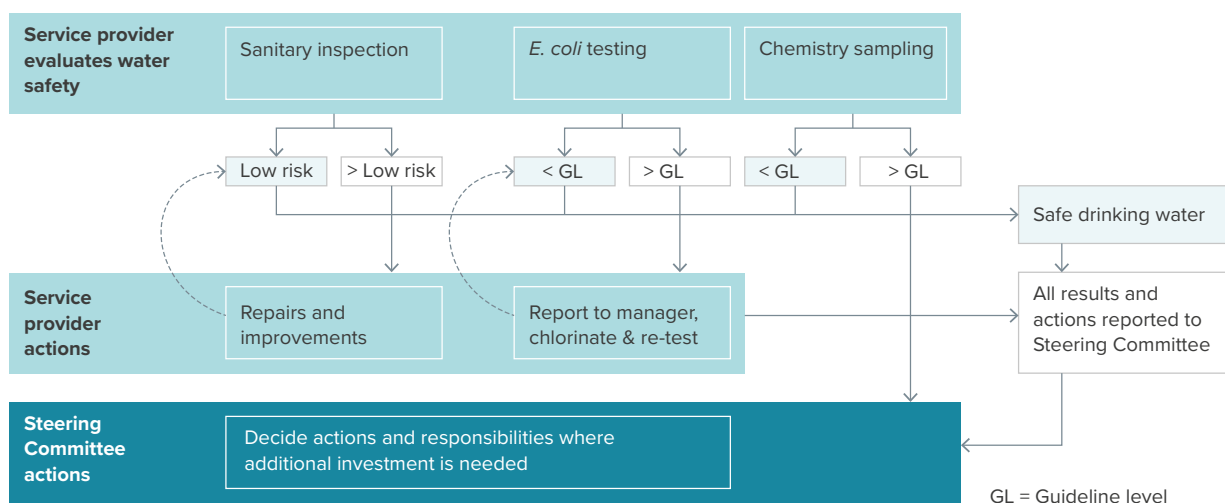 Service provider
evaluates water
safety
Sanitary inspection
E. coli testing
Chemistry sampling
Low risk
> Low risk
< GL
> GL
< GL
> GL
Safe drinking water
Service
provider
actions
Repairs and
improvements
Report to manager,
chlorinate & re-test
All results and
actions reported to
Steering Committee
Steering
Committee
actions
Decide actions and responsibilities where
additional investment is needed
GL = Guideline level